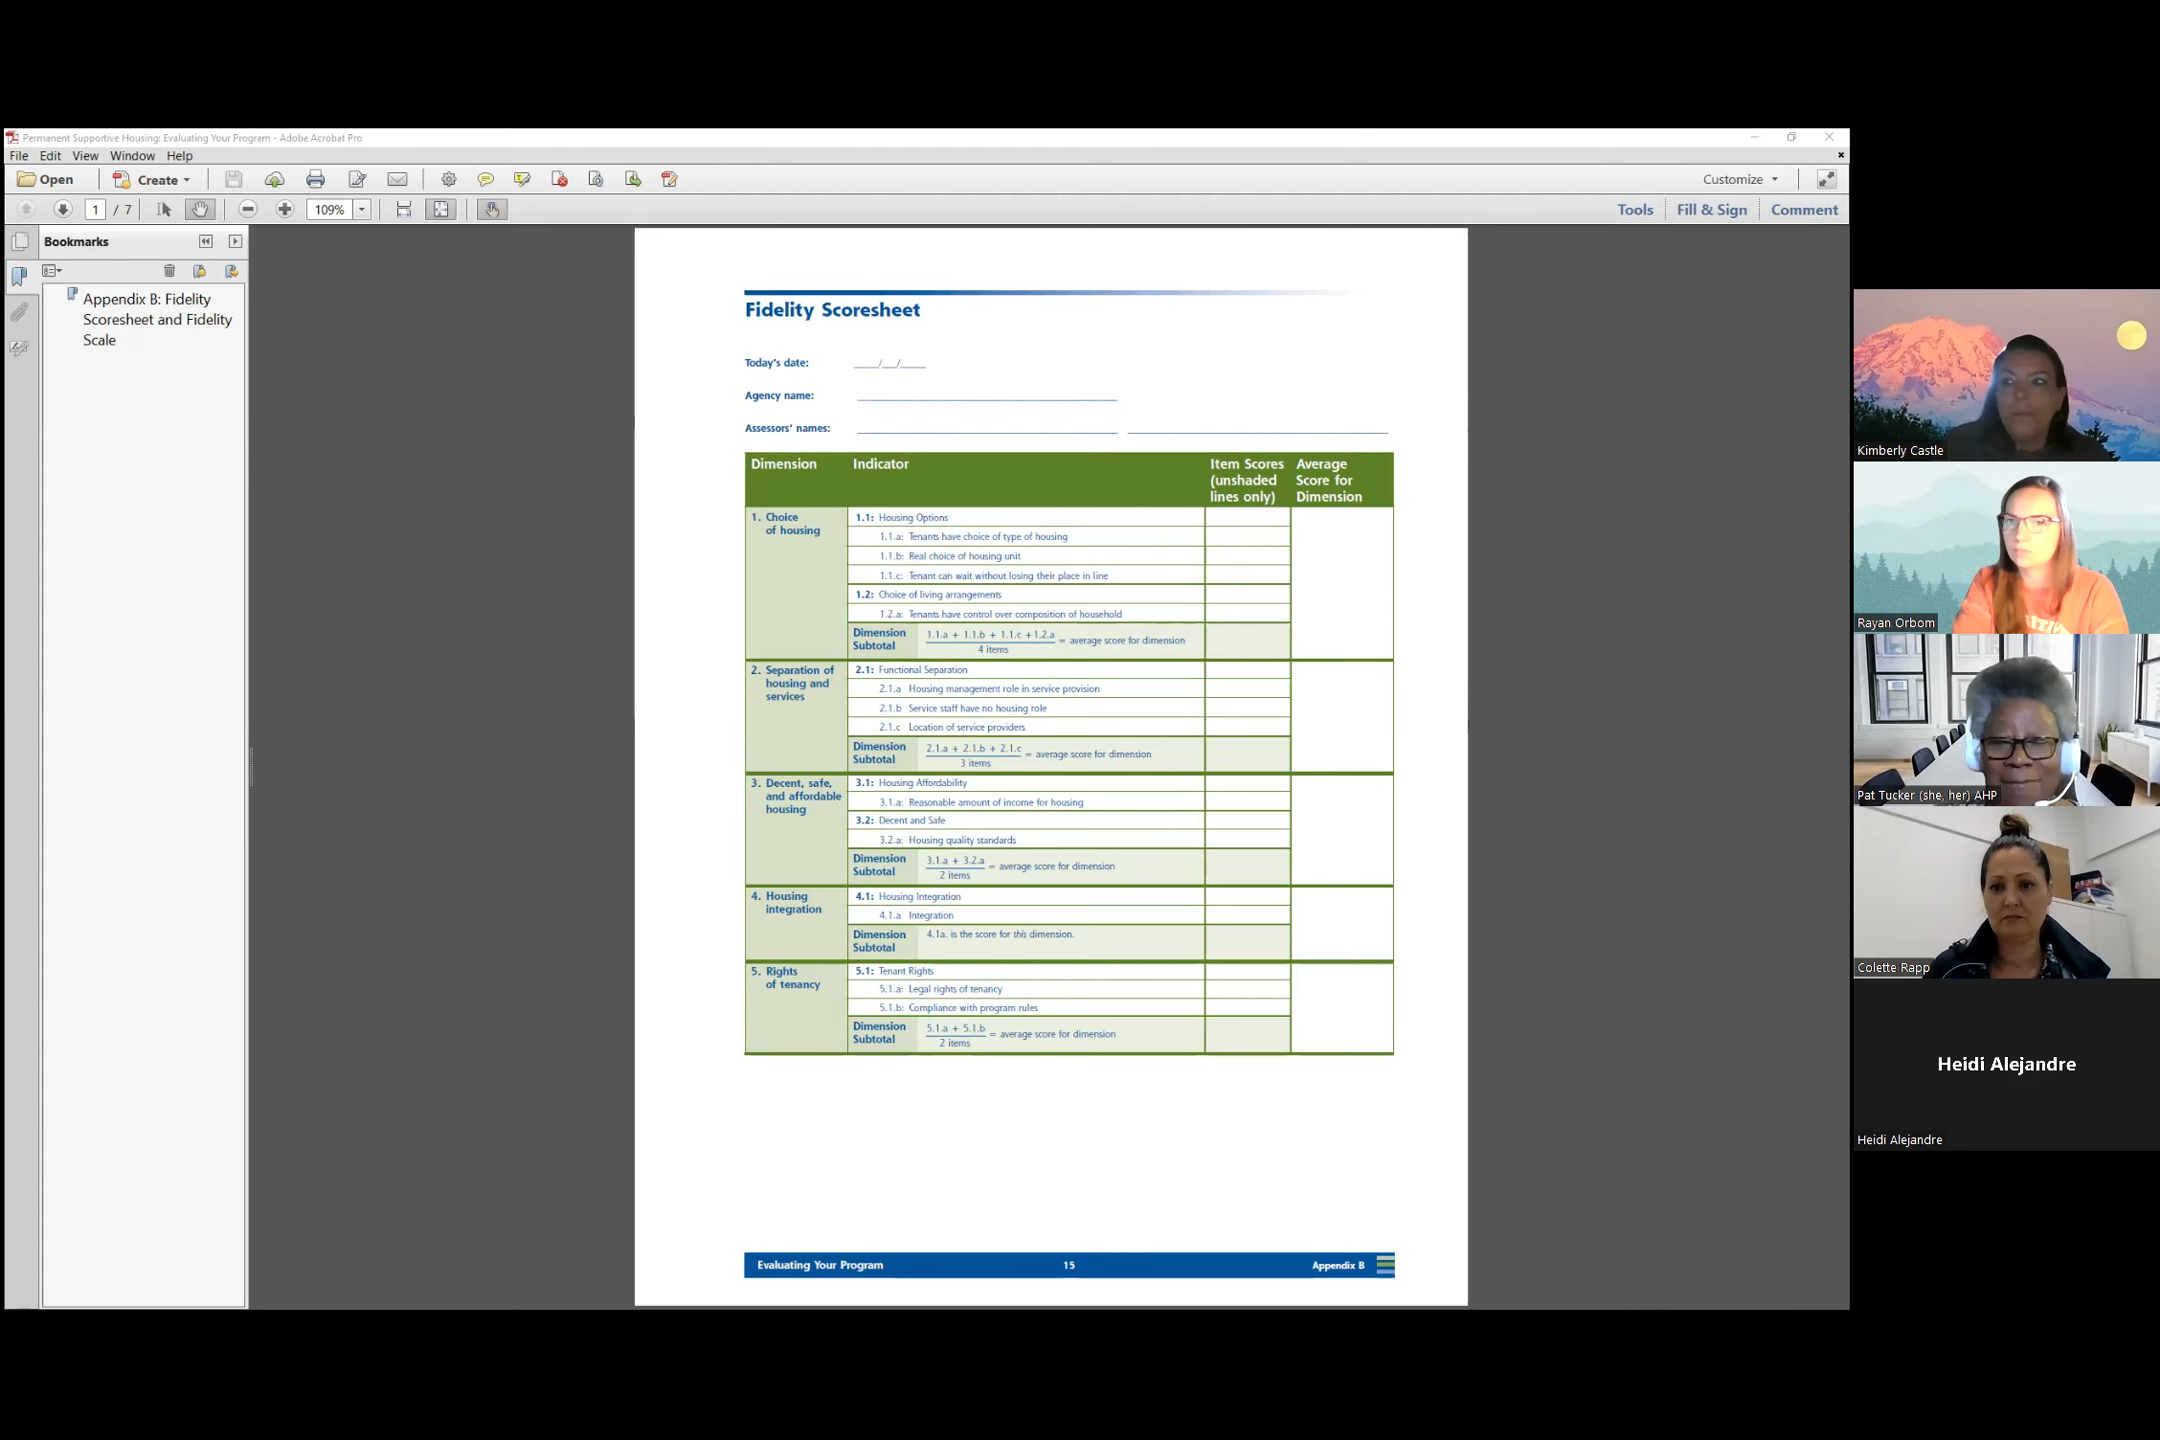 Permanent Supportive Housing: Evaluating Your Program - Adobe Acrobat Pro
File Edit View Window Help
Open Create Customize
1 / 7 109% Tools Fill & Sign Comment
Bookmarks
Appendix B: Fidelity
Scoresheet and Fidelity
Scale
Fidelity Scoresheet
Today's date: ____/__/____
Agency name:
Assessors' names:
Dimension Indicator Item Scores (unshaded lines only) Average Score for Dimension
1. Choice of housing
1.1: Housing Options
1.1.a: Tenants have choice of type of housing
1.1.b: Real choice of housing unit
1.1.c: Tenant can wait without losing their place in line
1.2: Choice of living arrangements
1.2.a: Tenants have control over composition of household
Dimension Subtotal 1.1.a + 1.1.b + 1.1.c +1.2.a / 4 items = average score for dimension
2. Separation of housing and services
2.1: Functional Separation
2.1.a Housing management role in service provision
2.1.b Service staff have no housing role
2.1.c Location of service providers
Dimension Subtotal 2.1.a + 2.1.b + 2.1.c / 3 items = average score for dimension
3. Decent, safe, and affordable housing
3.1: Housing Affordability
3.1.a: Reasonable amount of income for housing
3.2: Decent and Safe
3.2.a: Housing quality standards
Dimension Subtotal 3.1.a + 3.2.a / 2 items = average score for dimension
4. Housing integration
4.1: Housing Integration
4.1.a Integration
Dimension Subtotal 4.1a. is the score for this dimension.
5. Rights of tenancy
5.1: Tenant Rights
5.1.a: Legal rights of tenancy
5.1.b: Compliance with program rules
Dimension Subtotal 5.1.a + 5.1.b / 2 items = average score for dimension
Evaluating Your Program 15 Appendix B
Kimberly Castle
Rayan Orbom
Pat Tucker (she, her) AHP
Colette Rapp
Heidi Alejandre
Heidi Alejandre